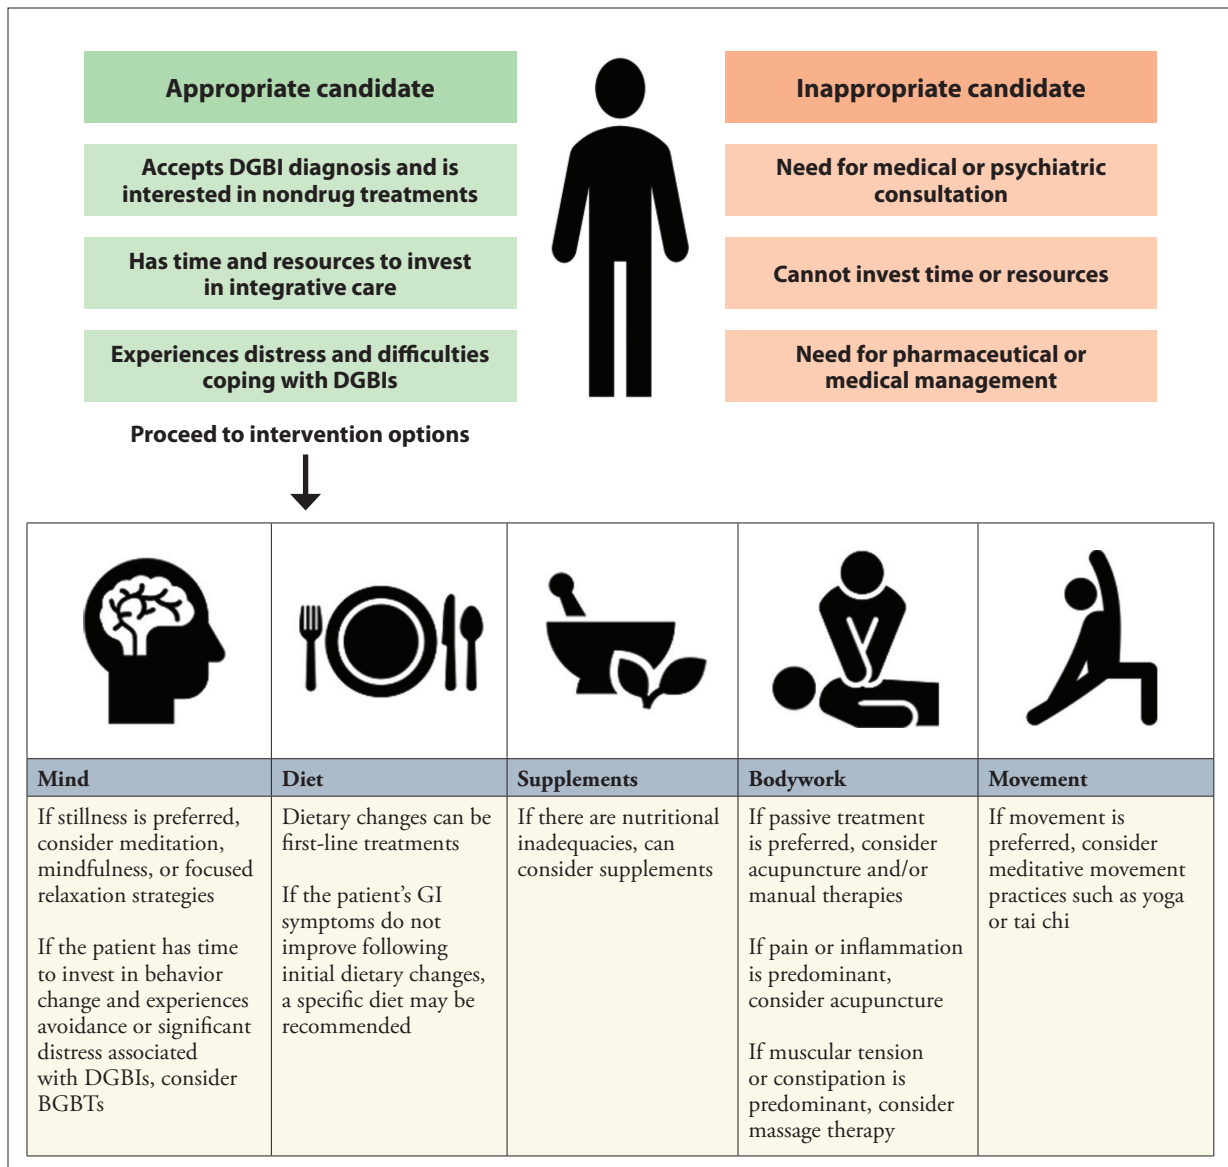 Appropriate candidate
Accepts DGBI diagnosis and is
interested in nondrug treatments
Has time and resources to invest
in integrative care
Experiences distress and difficulties
coping with DGBIs
Inappropriate candidate
Need for medical or psychiatric
consultation
Cannot invest time or resources
Need for pharmaceutical or
medical management
Proceed to intervention options
Mind
If stillness is preferred,
consider meditation,
mindfulness, or focused
relaxation strategies
If the patient has time
to invest in behavior
change and experiences
avoidance or significant
distress associated
with DGBIs, consider
BGBTs
Diet
Dietary changes can be
first-line treatments
If the patient’s GI
symptoms do not
improve following
initial dietary changes,
a specific diet may be
recommended
Supplements
If there are nutritional
inadequacies, can
consider supplements
Bodywork
If passive treatment
is preferred, consider
acupuncture and/or
manual therapies
If pain or inflammation
is predominant,
consider acupuncture
If muscular tension
or constipation is
predominant, consider
massage therapy
Movement
If movement is
preferred, consider
meditative movement
practices such as yoga
or tai chi